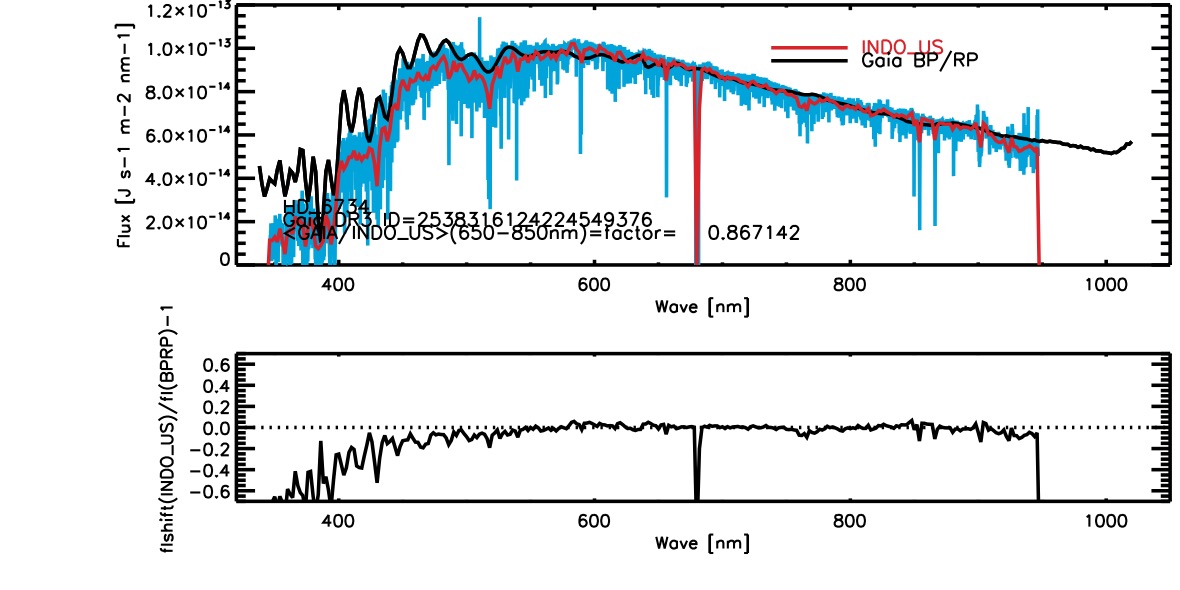 1.2×10−13
1.0×10−13
8.0×10−14
6.0×10−14
4.0×10−14
2.0×10−14
0
Flux [J s−1 m−2 nm−1]
INDO_US
Gaia BP/RP
HD_6734
Gaia DR3 ID=2538316124224549376
<GAIA/INDO_US>(650−850nm)=factor= 0.867142
400 600 800 1000
Wave [nm]
0.6
0.4
0.2
0.0
−0.2
−0.4
−0.6
flshift(INDO_US)/fl(BPRP)−1
400 600 800 1000
Wave [nm]